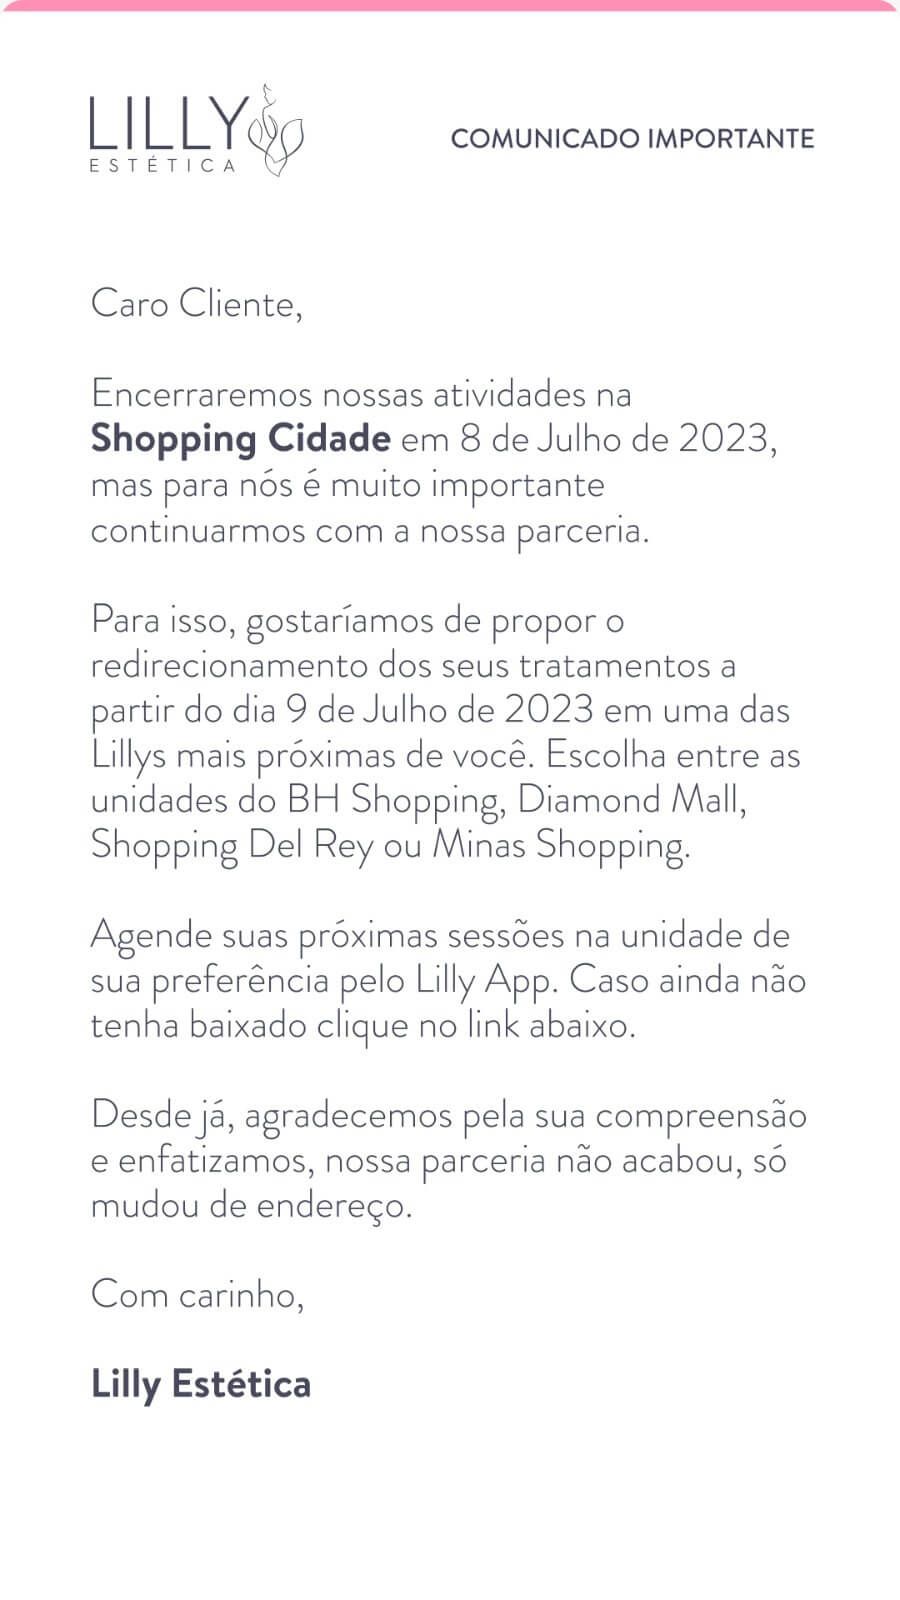 LILLY
ESTÉTICA
COMUNICADO IMPORTANTE
Caro Cliente,
Encerraremos nossas atividades na
Shopping Cidade em 8 de Julho de 2023,
mas para nós é muito importante
continuarmos com a nossa parceria.
Para isso, gostaríamos de propor o
redirecionamento dos seus tratamentos a
partir do dia 9 de Julho de 2023 em uma das
Lillys mais próximas de você. Escolha entre as
unidades do BH Shopping, Diamond Mall,
Shopping Del Rey ou Minas Shopping.
Agende suas próximas sessões na unidade de
sua preferência pelo Lilly App. Caso ainda não
tenha baixado clique no link abaixo.
Desde já, agradecemos pela sua compreensão
e enfatizamos, nossa parceria não acabou, só
mudou de endereço.
Com carinho,
Lilly Estética